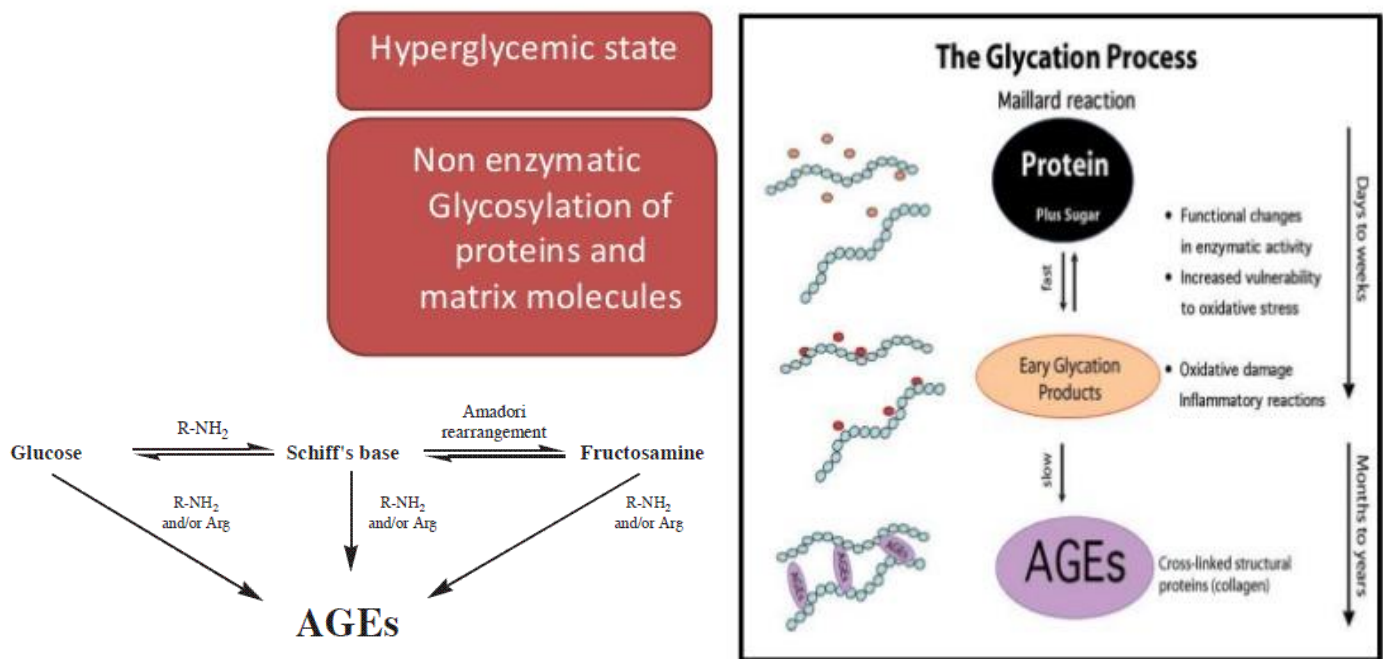 Hyperglycemic state
Non enzymatic
Glycosylation of
proteins and
matrix molecules
Glucose
R-NH2
Schiff's base
Amadori
rearrangement
Fructosamine
R-NH2
and/or Arg
R-NH2
and/or Arg
R-NH2
and/or Arg
AGEs
The Glycation Process
Maillard reaction
Protein
Plus Sugar
fast
• Functional changes
in enzymatic activity
• Increased vulnerability
to oxidative stress
Days to weeks
Eary Glycation
Products
• Oxidative damage
Inflammatory reactions
slow
AGEs
AGEs
AGEs
AGEs
Cross-linked structural
proteins (collagen)
Months to years